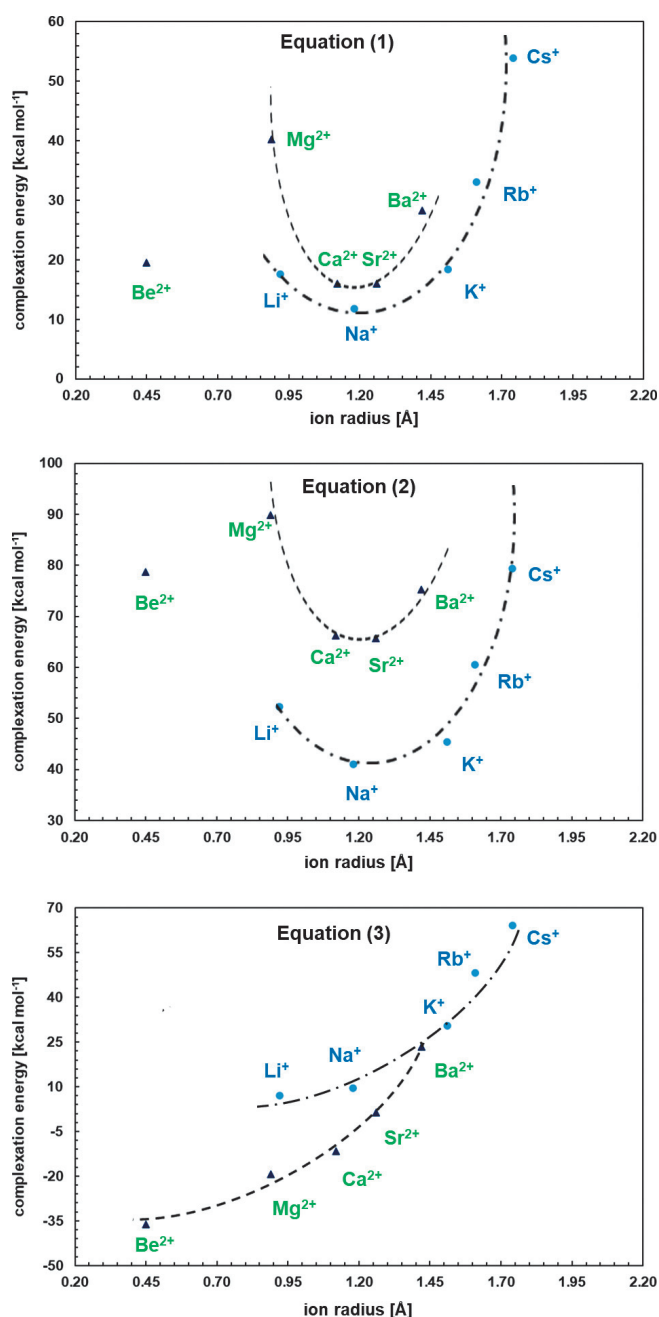 Equation (1)
complexation energy [kcal mol⁻¹]
60
50
40
30
20
10
0
Cs⁺
Mg²⁺
Rb⁺
Ba²⁺
Ca²⁺ Sr²⁺
Be²⁺
Li⁺
K⁺
Na⁺
0.20 0.45 0.70 0.95 1.20 1.45 1.70 1.95 2.20
ion radius [Å]
Equation (2)
complexation energy [kcal mol⁻¹]
100
90
80
70
60
50
40
30
Mg²⁺
Be²⁺
Cs⁺
Ba²⁺
Ca²⁺
Sr²⁺
Rb⁺
Li⁺
K⁺
Na⁺
0.20 0.45 0.70 0.95 1.20 1.45 1.70 1.95 2.20
ion radius [Å]
Equation (3)
complexation energy [kcal mol⁻¹]
70
55
40
25
10
-5
-20
-35
-50
Cs⁺
Rb⁺
K⁺
Na⁺
Li⁺
Ba²⁺
Sr²⁺
Ca²⁺
Mg²⁺
Be²⁺
0.20 0.45 0.70 0.95 1.20 1.45 1.70 1.95 2.20
ion radius [Å]